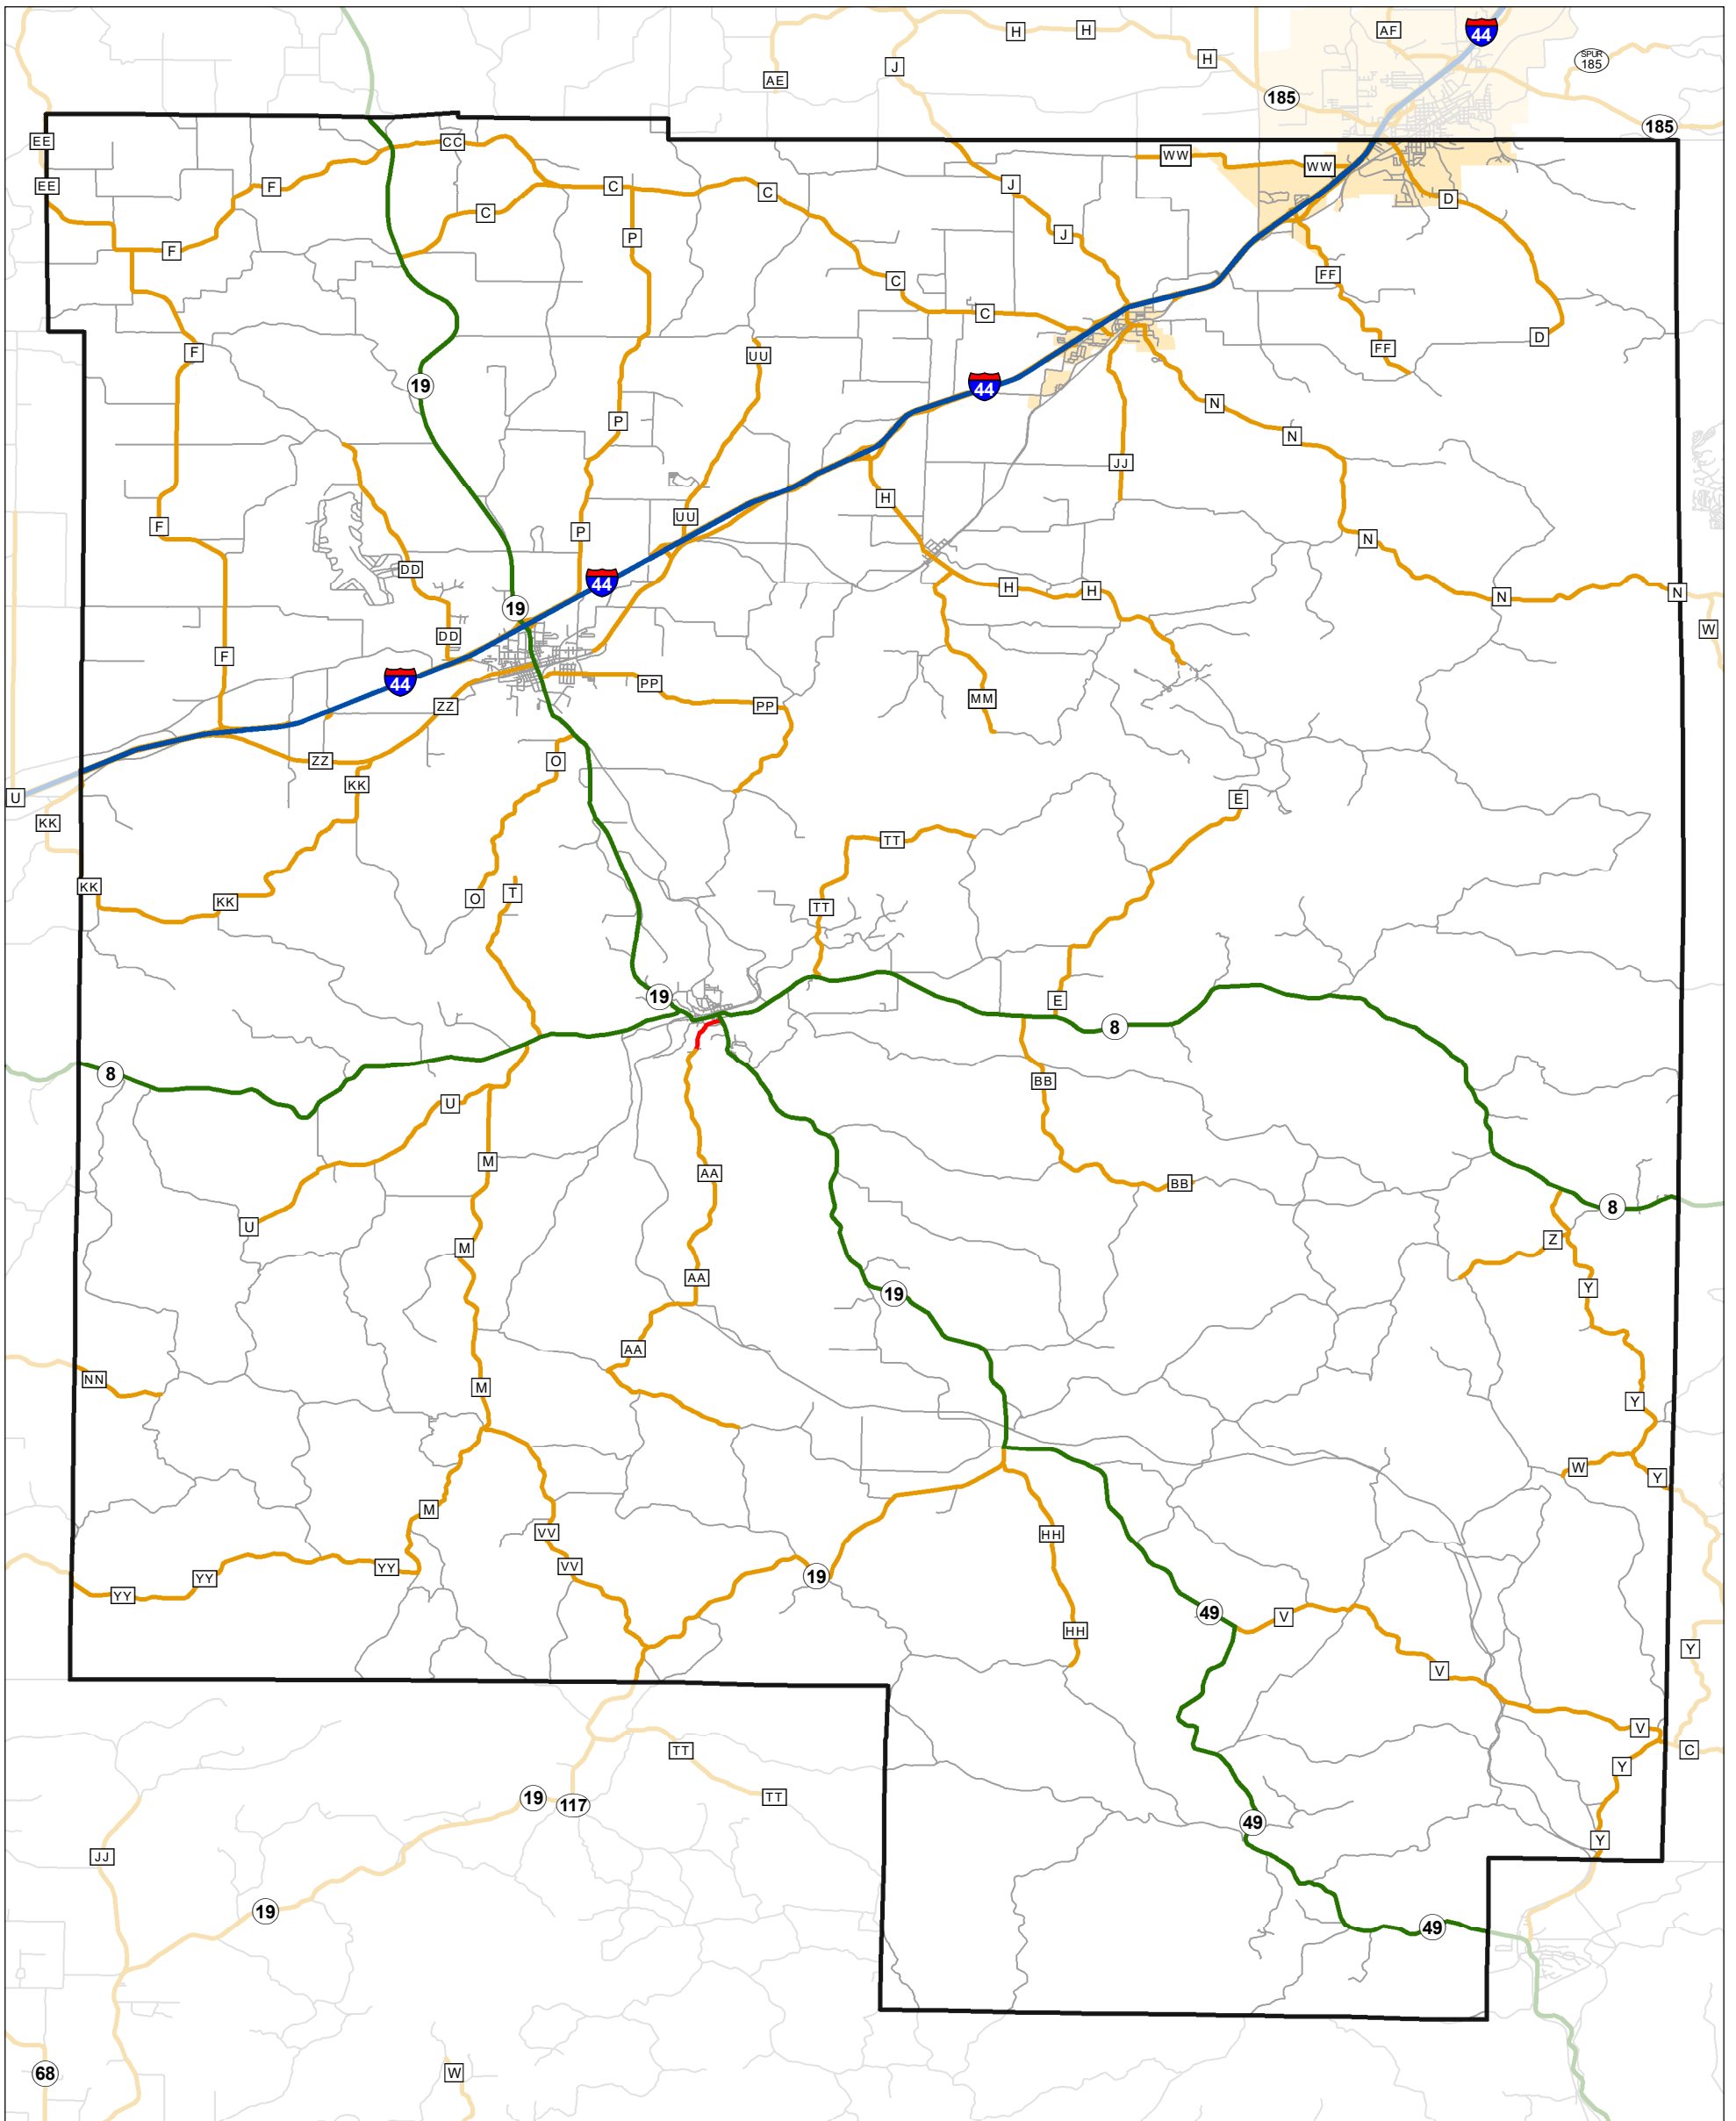 H
H
AF
44
J
H
SPUR
185
AE
185
185
EE
CC
WW
WW
EE
F
C
J
C
D
C
P
J
F
C
FF
C
D
F
UU
FF
19
44
N
P
N
JJ
H
UU
F
P
N
DD
44
H
H
N
N
19
W
DD
F
44
PP
MM
ZZ
PP
ZZ
O
KK
U
E
KK
TT
KK
T
O
KK
TT
19
E
8
8
BB
U
M
AA
BB
8
U
Z
M
AA
Y
19
AA
NN
M
Y
W
Y
M
VV
HH
VV
YY
19
YY
YY
49
V
HH
Y
V
V
TT
C
Y
19
TT
117
49
Y
JJ
19
49
68
W